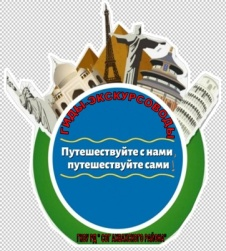 ГИДЫ-ЭКСКУРСОВОДЫ
Путешествуйте с нами,
путешествуйте сами!